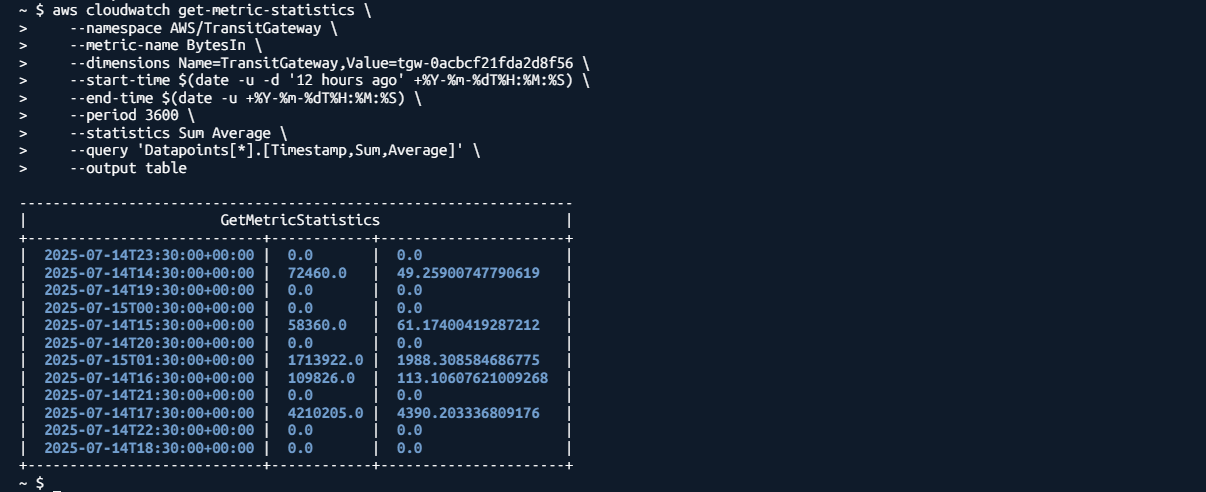 ~ $ aws cloudwatch get-metric-statistics \
>     --namespace AWS/TransitGateway \
>     --metric-name BytesIn \
>     --dimensions Name=TransitGateway,Value=tgw-0acbcf21fda2d8f56 \
>     --start-time $(date -u -d '12 hours ago' +%Y-%m-%dT%H:%M:%S) \
>     --end-time $(date -u +%Y-%m-%dT%H:%M:%S) \
>     --period 3600 \
>     --statistics Sum Average \
>     --query 'Datapoints[*].[Timestamp,Sum,Average]' \
>     --output table
------------------------------------------------------------------
|                       GetMetricStatistics                      |
+----------------------------+------------+----------------------+
|  2025-07-14T23:30:00+00:00 |  0.0       |  0.0                 |
|  2025-07-14T14:30:00+00:00 |  72460.0   |  49.25900747790619   |
|  2025-07-14T19:30:00+00:00 |  0.0       |  0.0                 |
|  2025-07-15T00:30:00+00:00 |  0.0       |  0.0                 |
|  2025-07-14T15:30:00+00:00 |  58360.0   |  61.17400419287212   |
|  2025-07-14T20:30:00+00:00 |  0.0       |  0.0                 |
|  2025-07-15T01:30:00+00:00 |  1713922.0 |  1988.308584686775   |
|  2025-07-14T16:30:00+00:00 |  109826.0  |  113.10607621009268  |
|  2025-07-14T21:30:00+00:00 |  0.0       |  0.0                 |
|  2025-07-14T17:30:00+00:00 |  4210205.0 |  4390.203336809176   |
|  2025-07-14T22:30:00+00:00 |  0.0       |  0.0                 |
|  2025-07-14T18:30:00+00:00 |  0.0       |  0.0                 |
+----------------------------+------------+----------------------+
~ $